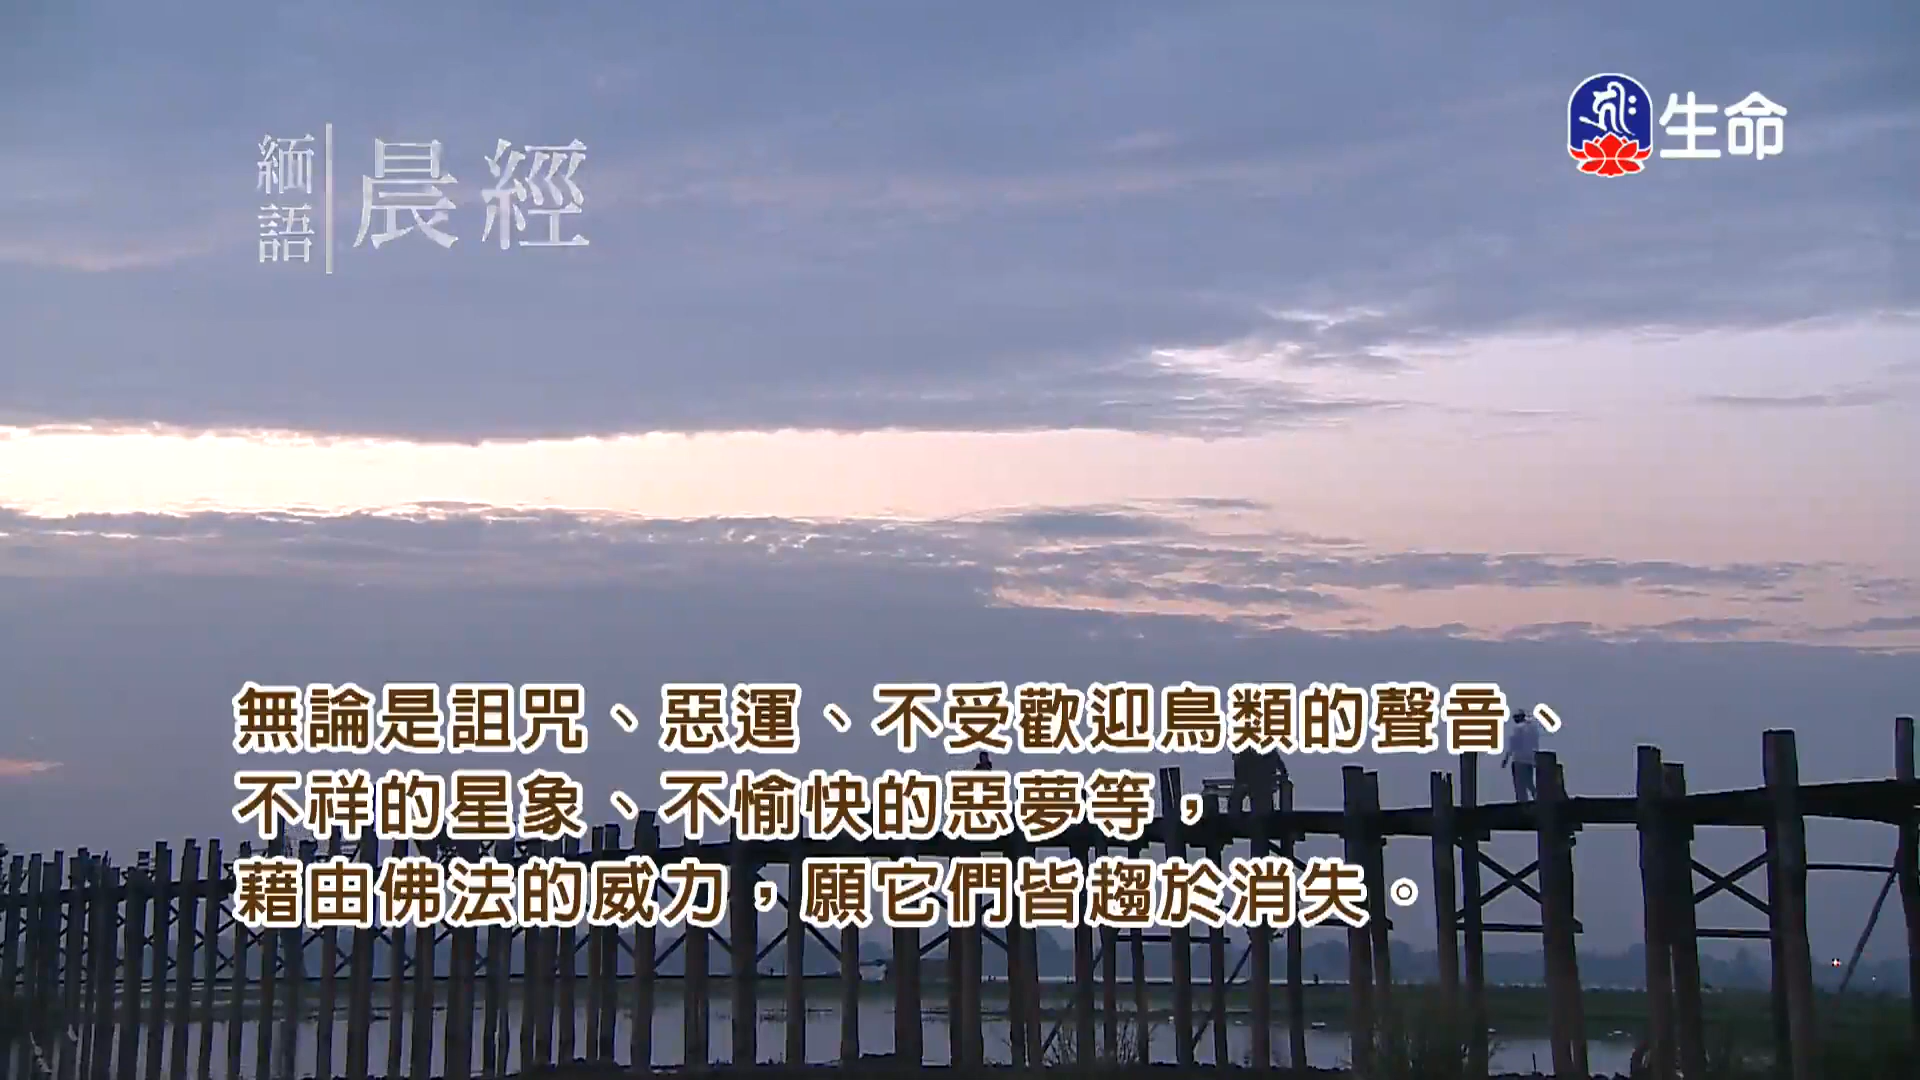 緬語
晨經
生命
無論是詛咒、惡運、不受歡迎鳥類的聲音、
不祥的星象、不愉快的惡夢等，
藉由佛法的威力，願它們皆趨於消失。